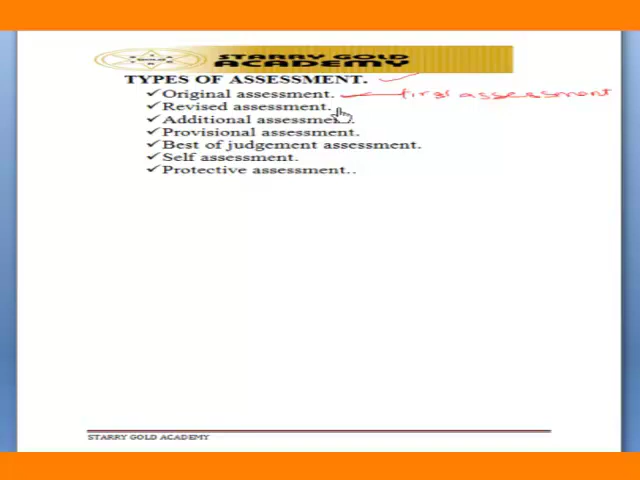 STARRY GOLD
ACADEMY
TYPES OF ASSESSMENT.
Original assessment. first assessment
Revised assessment.
Additional assessment.
Provisional assessment.
Best of judgement assessment.
Self assessment.
Protective assessment..
STARRY GOLD ACADEMY